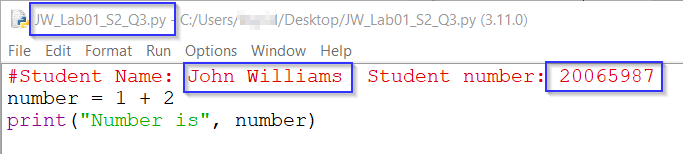 JW_Lab01_S2_Q3.py - C:/Users/ /Desktop/JW_Lab01_S2_Q3.py (3.11.0)
File Edit Format Run Options Window Help
#Student Name: John Williams Student number: 20065987
number = 1 + 2
print("Number is", number)